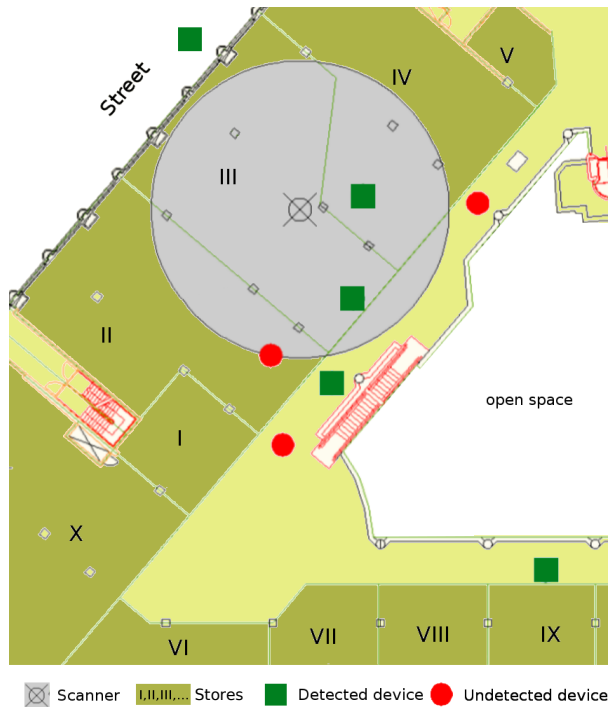 Street
V
IV
III
II
I
open space
X
VI
VII
VIII
IX
Scanner
I,II,III,...
Stores
Detected device
Undetected device